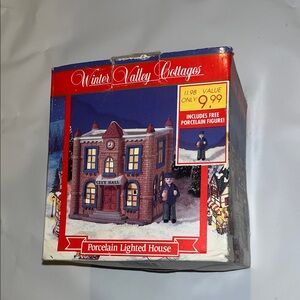 Winter Valley Cottages
11.98 VALUE
ONLY 9.99
INCLUDES FREE
PORCELAIN FIGURE!
CITY HALL
Porcelain Lighted House